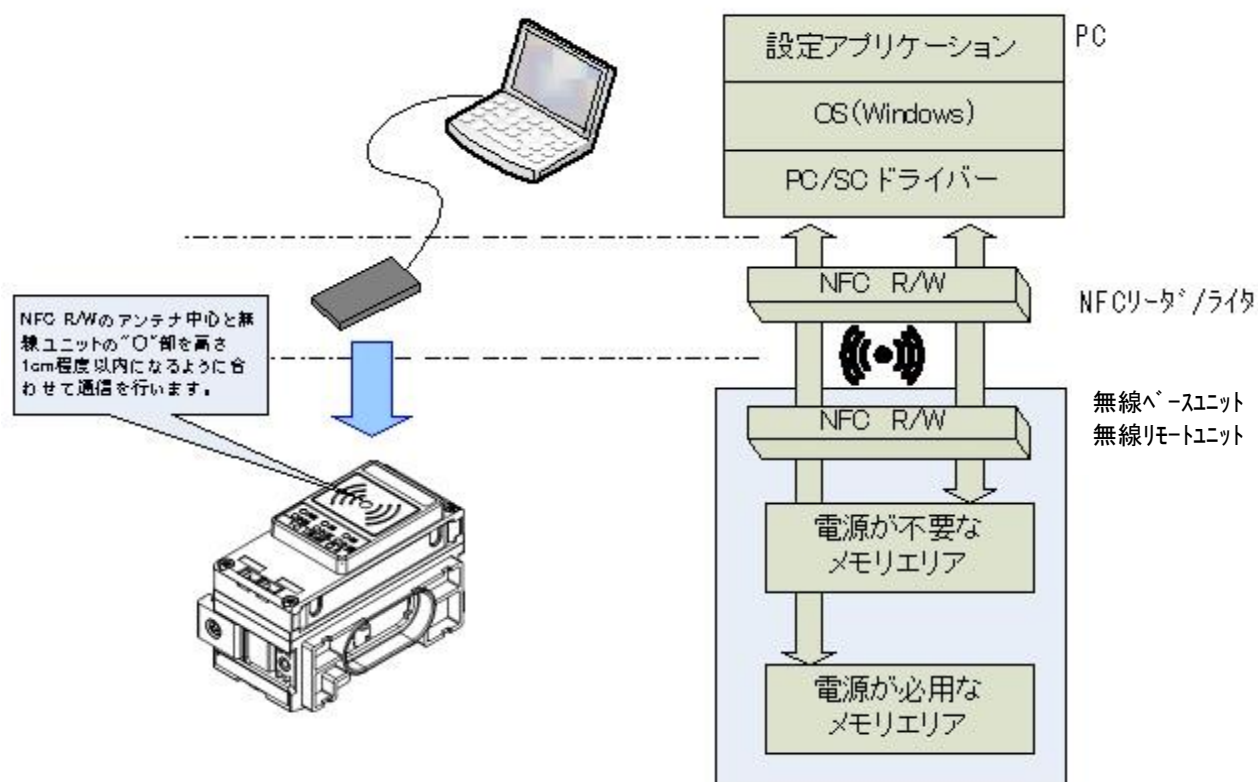 設定アプリケーション
PC
OS(Windows)
PC/SC ドライバー
NFC R/W
NFCリーダ/ライタ
NFC R/Wのアンテナ中心と無
線ユニットの"○"部を高さ
1cm程度以内になるように合
わせて通信を行います。
無線ベースユニット
無線リモートユニット
NFC R/W
電源が不要な
メモリエリア
電源が必用な
メモリエリア